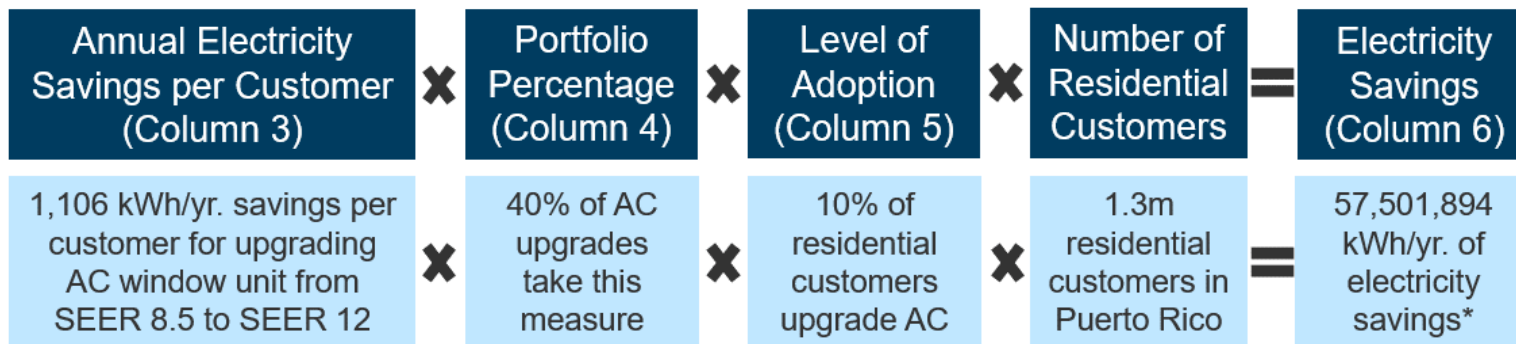 Annual Electricity
Savings per Customer
(Column 3)
×
Portfolio
Percentage
(Column 4)
×
Level of
Adoption
(Column 5)
×
Number of
Residential
Customers
=
Electricity
Savings
(Column 6)
1,106 kWh/yr. savings per
customer for upgrading
AC window unit from
SEER 8.5 to SEER 12
×
40% of AC
upgrades
take this
measure
×
10% of
residential
customers
upgrade AC
×
1.3m
residential
customers in
Puerto Rico
=
57,501,894
kWh/yr. of
electricity
savings*